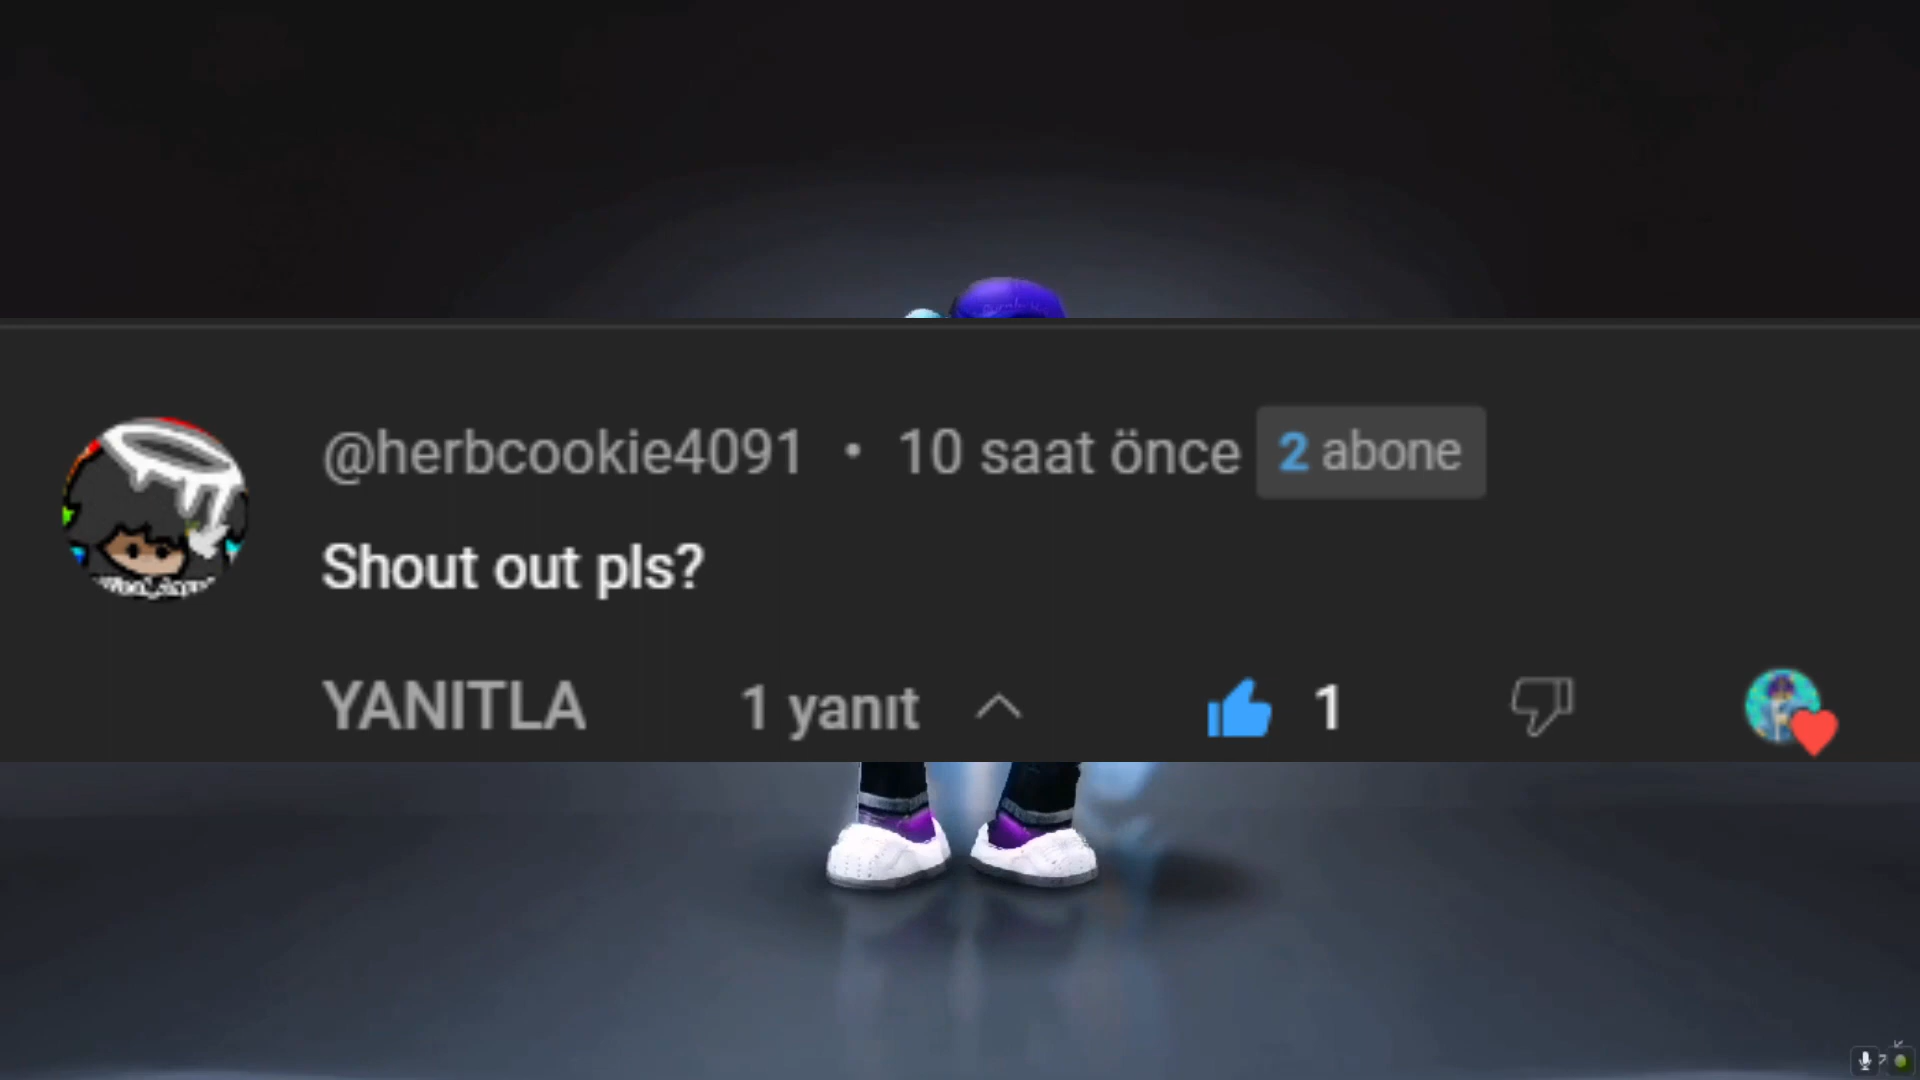 @herbcookie4091 • 10 saat önce 2 abone
Shout out pls?
YANITLA 1 yanıt 1